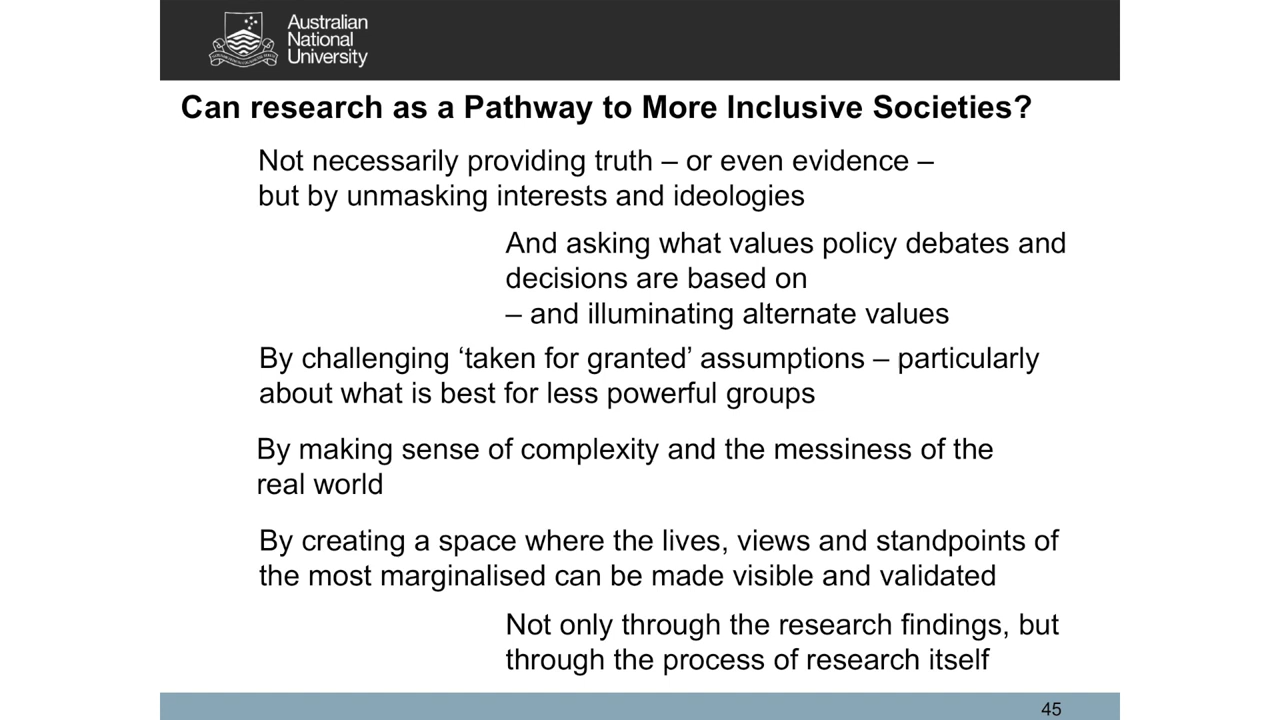 Australian
National
University
Can research as a Pathway to More Inclusive Societies?
Not necessarily providing truth – or even evidence –
but by unmasking interests and ideologies
And asking what values policy debates and
decisions are based on
– and illuminating alternate values
By challenging ‘taken for granted’ assumptions – particularly
about what is best for less powerful groups
By making sense of complexity and the messiness of the
real world
By creating a space where the lives, views and standpoints of
the most marginalised can be made visible and validated
Not only through the research findings, but
through the process of research itself
45